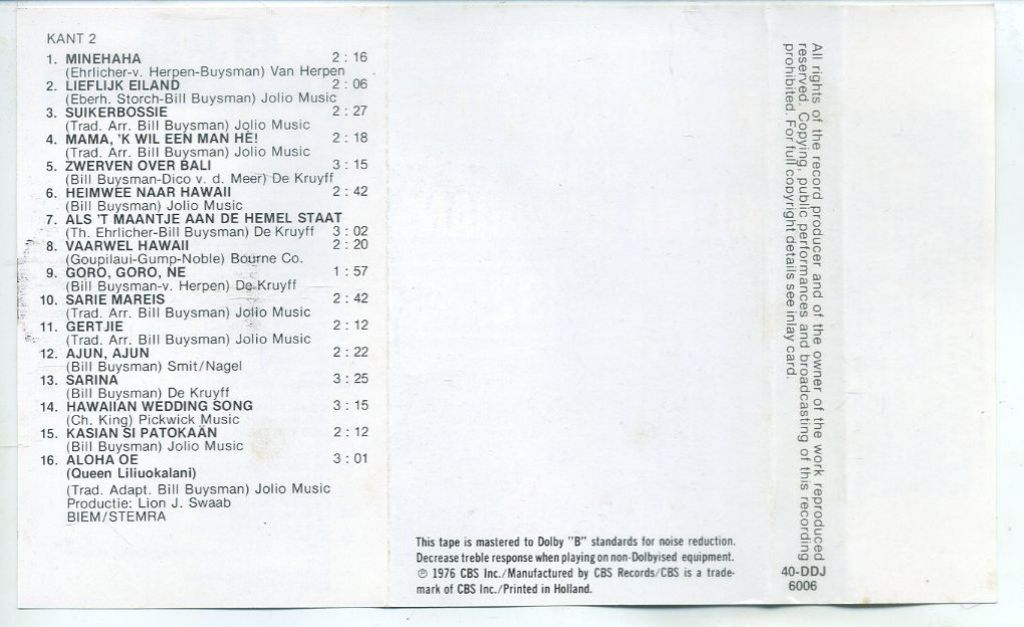 KANT 2
1. MINEHAHA 2 : 16
(Ehrlicher-v. Herpen-Buysman) Van Herpen
2. LIEFLIJK EILAND 2 : 06
(Eberh. Storch-Bill Buysman) Jolio Music
3. SUIKERBOSSIE 2 : 27
(Trad. Arr. Bill Buysman) Jolio Music
4. MAMA, 'K WIL EEN MAN HÈ! 2 : 18
(Trad. Arr. Bill Buysman) Jolio Music
5. ZWERVEN OVER BALI 3 : 15
(Bill Buysman-Dico v. d. Meer) De Kruyff
6. HEIMWEE NAAR HAWAII 2 : 42
(Bill Buysman) Jolio Music
7. ALS 'T MAANTJE AAN DE HEMEL STAAT
(Th. Ehrlicher-Bill Buysman) De Kruyff 3 : 02
8. VAARWEL HAWAII 2 : 20
(Goupilaui-Gump-Noble) Bourne Co.
9. GORO, GORO, NE 1 : 57
(Bill Buysman-v. Herpen) De Kruyff
10. SARIE MAREIS 2 : 42
(Trad. Arr. Bill Buysman) Jolio Music
11. GERTJIE 2 : 12
(Trad. Arr. Bill Buysman) Jolio Music
12. AJUN, AJUN 2 : 22
(Bill Buysman) Smit/Nagel
13. SARINA 3 : 25
(Bill Buysman) De Kruyff
14. HAWAIIAN WEDDING SONG 3 : 15
(Ch. King) Pickwick Music
15. KASIAN SI PATOKAÄN 2 : 12
(Bill Buysman) Jolio Music
16. ALOHA OE 3 : 01
(Queen Liliuokalani)
(Trad. Adapt. Bill Buysman) Jolio Music
Productie: Lion J. Swaab
BIEM/STEMRA
This tape is mastered to Dolby "B" standards for noise reduction.
Decrease treble response when playing on non-Dolbyised equipment.
℗ 1976 CBS Inc./Manufactured by CBS Records/CBS is a trade-
mark of CBS Inc./Printed in Holland.
All rights of the record producer and of the owner of the work reproduced
reserved. Copying, public performances and broadcasting of this recording
prohibited. For full copyright details see inlay card.
40-DDJ
6006